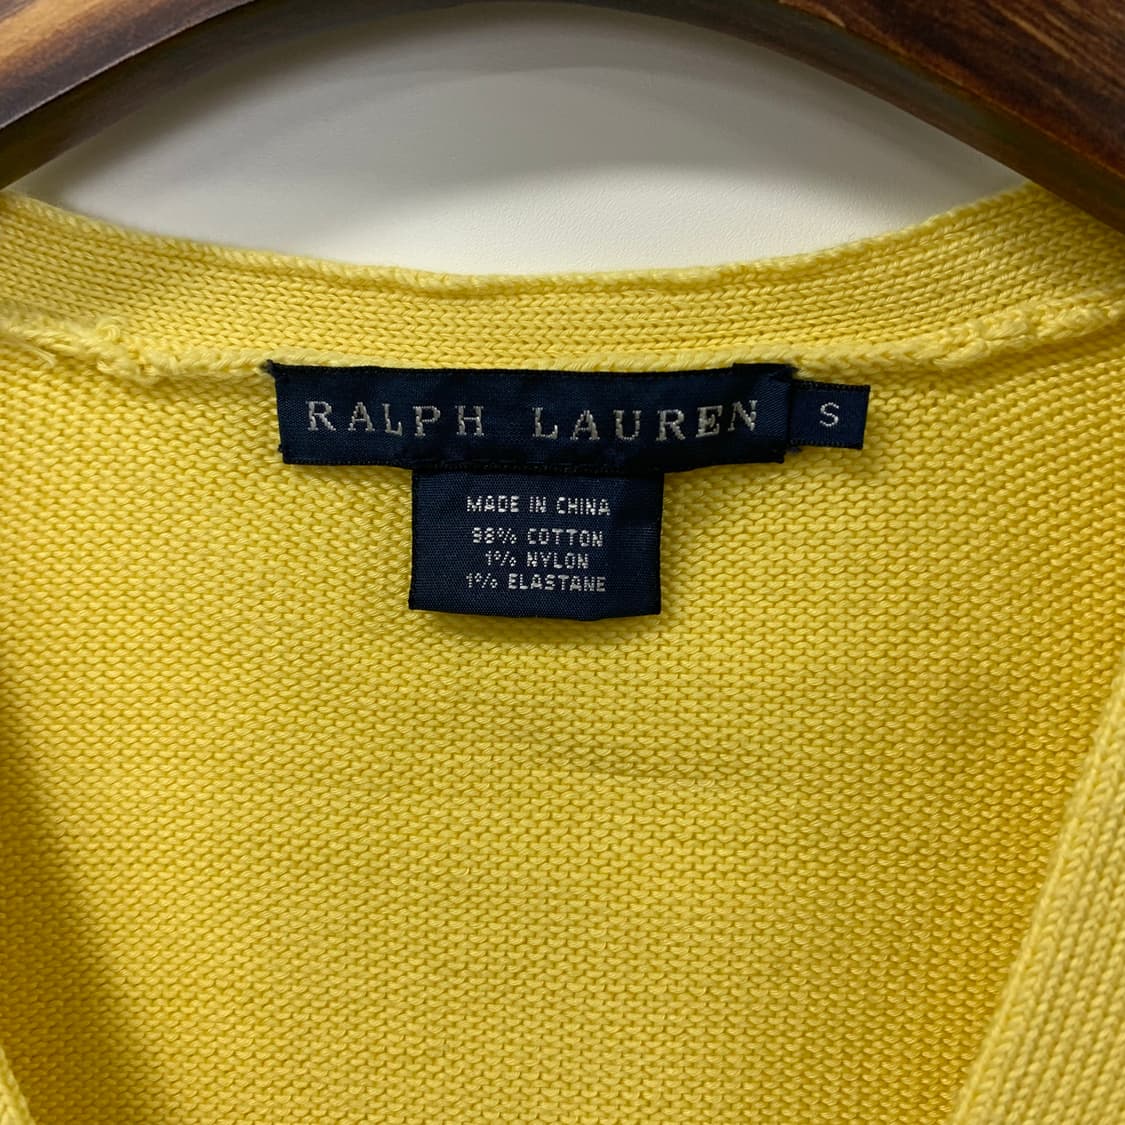 RALPH LAUREN S
MADE IN CHINA
98% COTTON
1% NYLON
1% ELASTANE